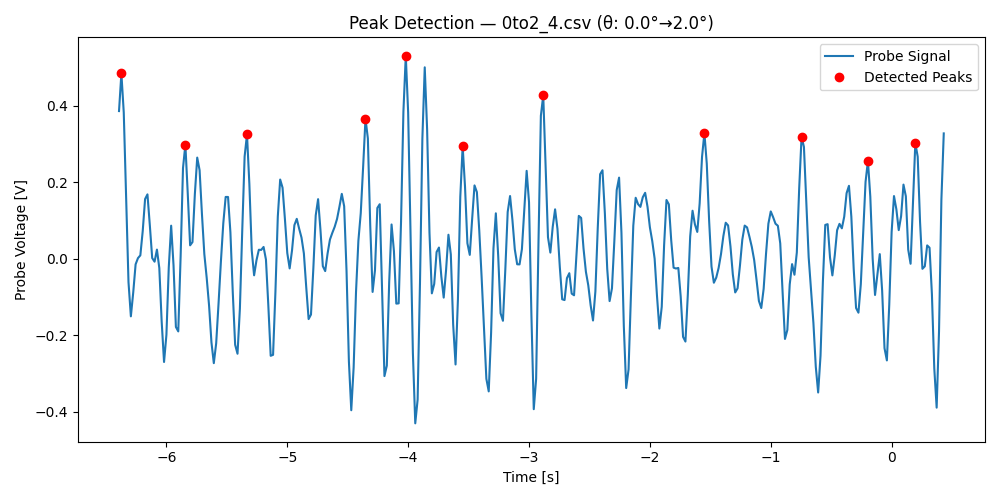 Peak Detection — 0to2_4.csv (θ: 0.0°→2.0°)
Probe Signal
Detected Peaks
Probe Voltage [V]
0.4
0.2
0.0
−0.2
−0.4
−6
−5
−4
−3
−2
−1
0
Time [s]